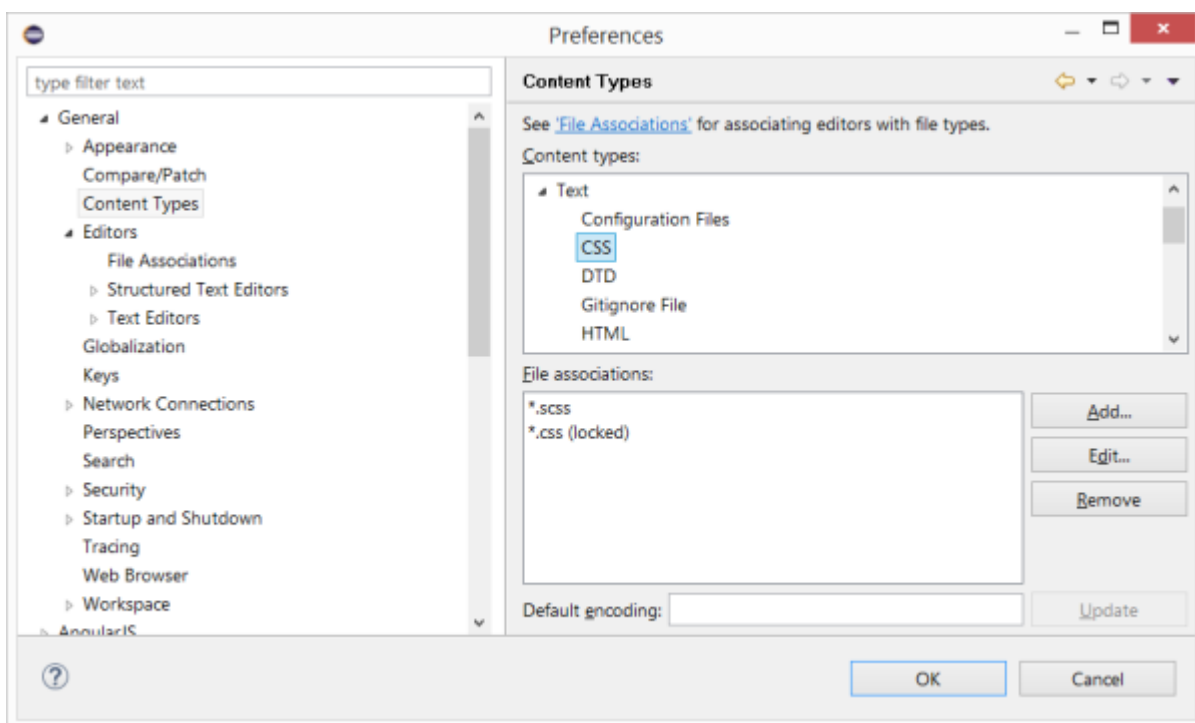 Preferences
type filter text
General
Appearance
Compare/Patch
Content Types
Editors
File Associations
Structured Text Editors
Text Editors
Globalization
Keys
Network Connections
Perspectives
Search
Security
Startup and Shutdown
Tracing
Web Browser
Workspace
AngularJS
Content Types
See 'File Associations' for associating editors with file types.
Content types:
Text
Configuration Files
CSS
DTD
Gitignore File
HTML
File associations:
*.scss
*.css (locked)
Add...
Edit...
Remove
Default encoding:
Update
?
OK
Cancel